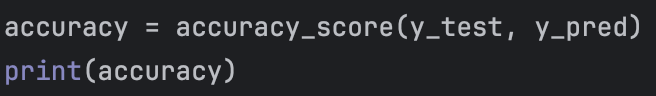 accuracy = accuracy_score(y_test, y_pred)
print(accuracy)